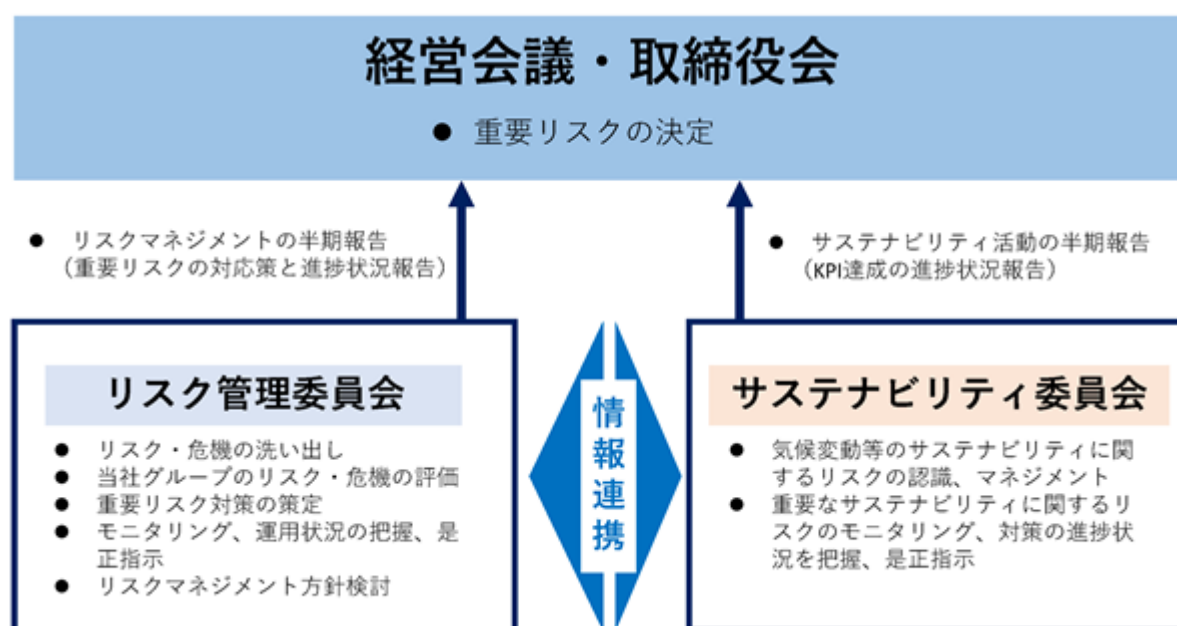 経営会議・取締役会
● 重要リスクの決定
● リスクマネジメントの半期報告
（重要リスクの対応策と進捗状況報告）
● サステナビリティ活動の半期報告
（KPI達成の進捗状況報告）
リスク管理委員会
● リスク・危機の洗い出し
● 当社グループのリスク・危機の評価
● 重要リスク対策の策定
● モニタリング、運用状況の把握、是
正指示
● リスクマネジメント方針検討
情報連携
サステナビリティ委員会
● 気候変動等のサステナビリティに関
するリスクの認識、マネジメント
● 重要なサステナビリティに関するリ
スクのモニタリング、対策の進捗状
況を把握、是正指示